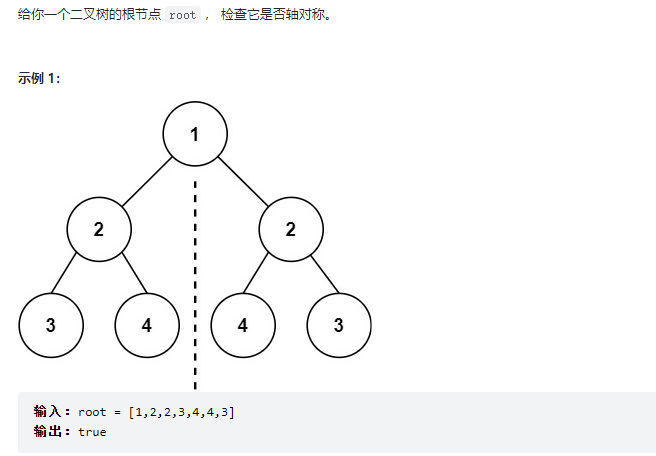 给你一个二叉树的根节点 root ， 检查它是否轴对称。
示例 1：
1
2 2
3 4 4 3
输入：root = [1,2,2,3,4,4,3]
输出：true